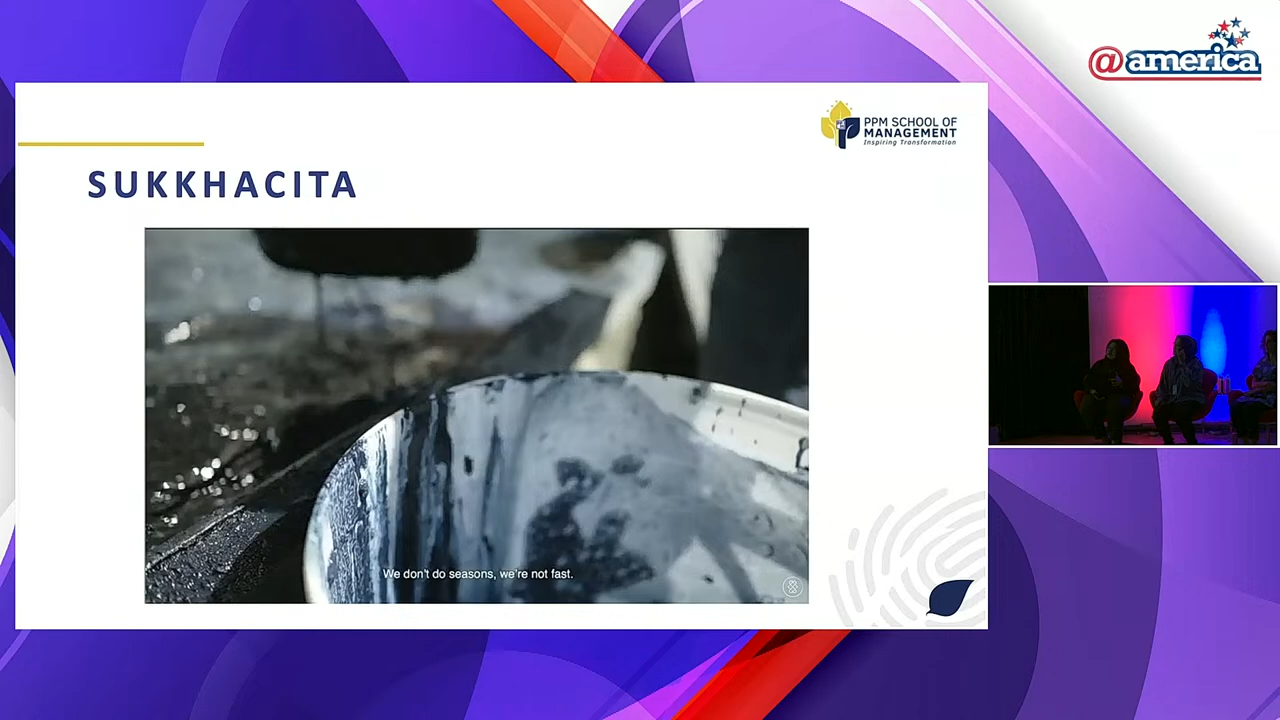 @america
PPM SCHOOL OF
MANAGEMENT
Inspiring Transformation
SUKKHACITA
We don't do seasons, we're not fast.